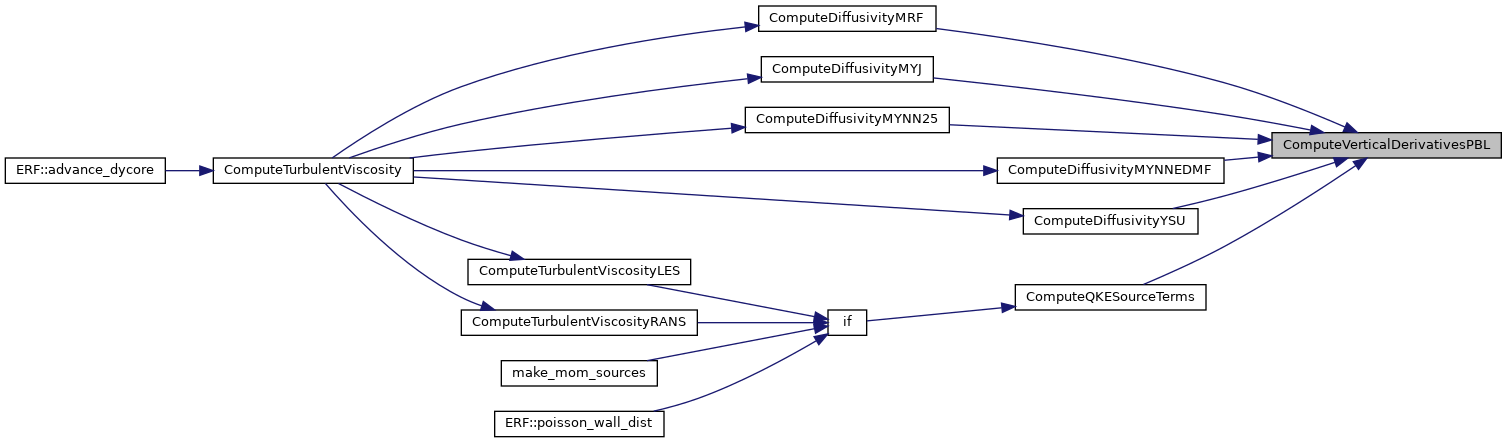 ComputeDiffusivityMRF
ComputeDiffusivityMYJ
ComputeDiffusivityMYNN25
ComputeVerticalDerivativesPBL
ERF::advance_dycore
ComputeTurbulentViscosity
ComputeDiffusivityMYNNEDMF
ComputeDiffusivityYSU
ComputeTurbulentViscosityLES
ComputeQKESourceTerms
ComputeTurbulentViscosityRANS
if
make_mom_sources
ERF::poisson_wall_dist